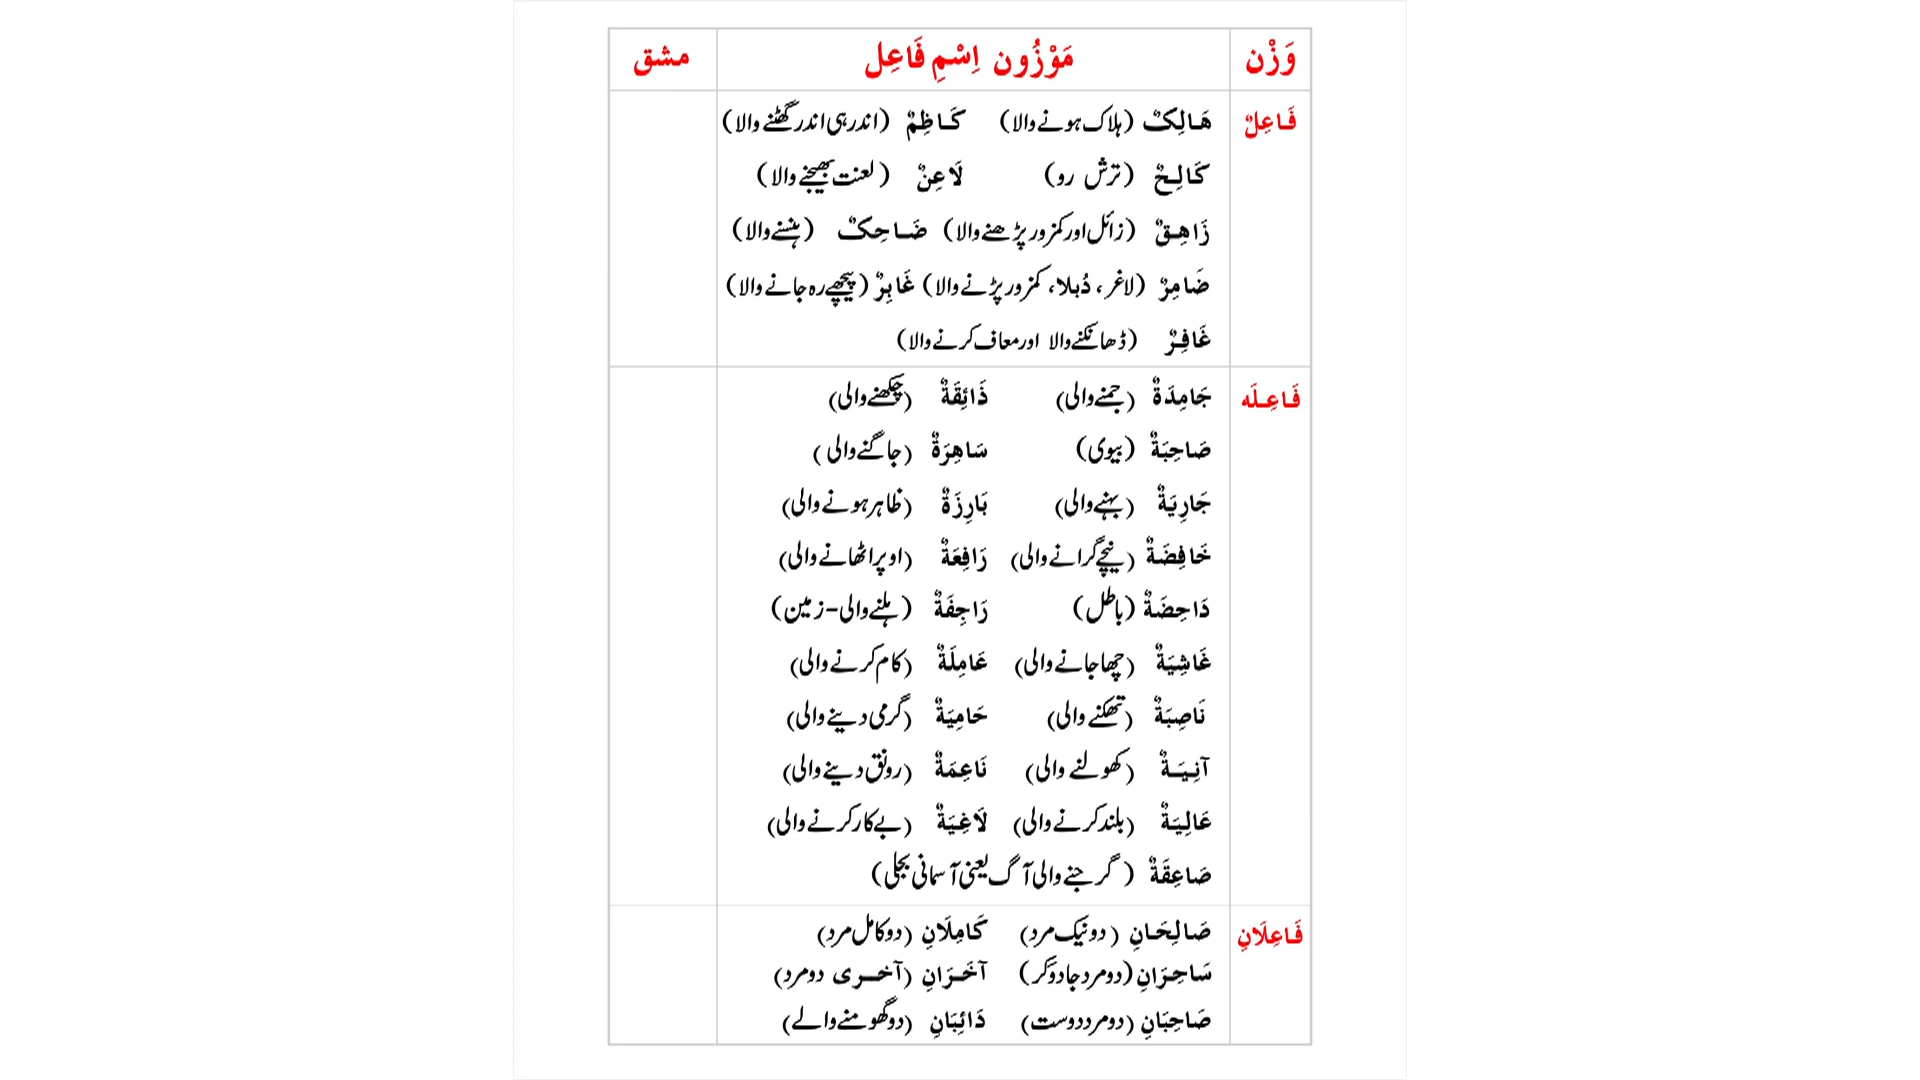 وَزْن مَوْزُون اِسْمِ فَاعِل مشق
فَاعِلٌ هَالِكٌ (ہلاک ہونے والا) كَاظِمٌ (اندر ہی اندر گھٹنے والا)
كَالِحٌ (ترش رو) لَاعِنٌ (لعنت بھیجنے والا)
زَاهِقٌ (زائل اور کمزور پڑھنے والا) ضَاحِكٌ (ہنسنے والا)
ضَامِرٌ (لاغر، دُبلا، کمزور پڑنے والا) غَابِرٌ (پیچھے رہ جانے والا)
غَافِرٌ (ڈھانکنے والا اور معاف کرنے والا)
فَاعِلَه جَامِدَةٌ (جمنے والی) ذَائِقَةٌ (چکھنے والی)
صَاحِبَةٌ (بیوی) سَاهِرَةٌ (جاگنے والی)
جَارِيَةٌ (بہنے والی) بَارِزَةٌ (ظاہر ہونے والی)
خَافِضَةٌ (نیچے گرانے والی) رَافِعَةٌ (اوپر اٹھانے والی)
دَاحِضَةٌ (باطل) رَاجِفَةٌ (ہلنے والی-زمین)
غَاشِيَةٌ (چھا جانے والی) عَامِلَةٌ (کام کرنے والی)
نَاصِبَةٌ (تھکنے والی) حَامِيَةٌ (گرمی دینے والی)
آنِيَةٌ (کھولنے والی) نَاعِمَةٌ (رونق دینے والی)
عَالِيَةٌ (بلند کرنے والی) لَاغِيَةٌ (بے کار کرنے والی)
صَاعِقَةٌ (گرجنے والی آگ یعنی آسمانی بجلی)
فَاعِلَانِ صَالِحَانِ (دو نیک مرد) كَامِلَانِ (دو کامل مرد)
سَاحِرَانِ (دو مرد جادوگر) آخَرَانِ (آخری دو مرد)
صَاحِبَانِ (دو مرد دوست) دَائِبَانِ (دو گھومنے والے)